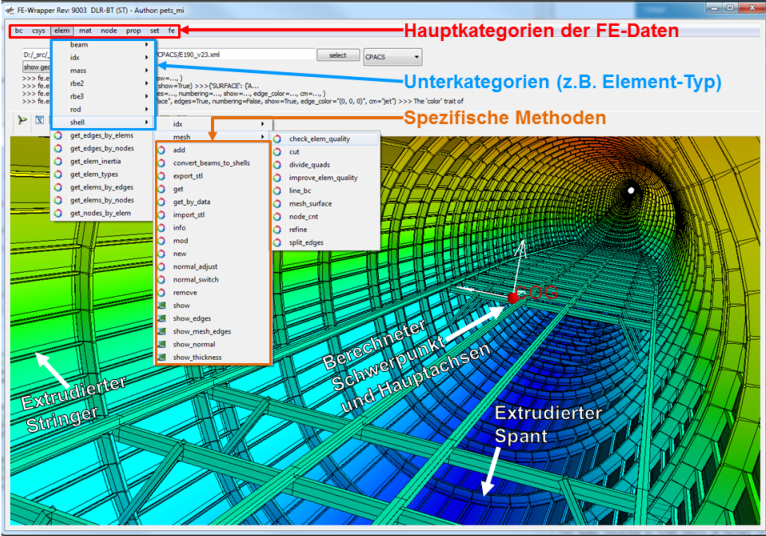 FE-Wrapper Rev: 9003 DLR-BT (ST) - Author: pets_mi
bc csys elem mat node prop set fe
Hauptkategorien der FE-Daten
beam
idx
mass
rbe2
rbe3
rod
shell
get_edges_by_elems
get_edges_by_nodes
get_elem_inertia
get_elem_types
get_elems_by_edges
get_elems_by_nodes
get_nodes_by_elem
D:/_src/_
CPACS/E190_v23.xml
select
CPACS
show geo
>>> fe.e
>>> fe.e
>>> fe.e
ow=..., )
show=True) >>>{'SURFACE': {'A...
es=..., numbering=..., show=..., edge_color=..., cm=..., )
ace", edges=True, numbering=False, show=True, edge_color="(0, 0, 0)", cm="jet") >>> The 'color' trait of
Unterkategorien (z.B. Element-Typ)
Spezifische Methoden
idx
mesh
add
convert_beams_to_shells
export_stl
get
get_by_data
import_stl
info
mod
new
normal_adjust
normal_switch
remove
show
show_edges
show_mesh_edges
show_normal
show_thickness
check_elem_quality
cut
divide_quads
improve_elem_quality
line_bc
mesh_surface
node_cnt
refine
split_edges
COG
Berechneter
Schwerpunkt
und Hauptachsen
Extrudierter
Stringer
Extrudierter
Spant